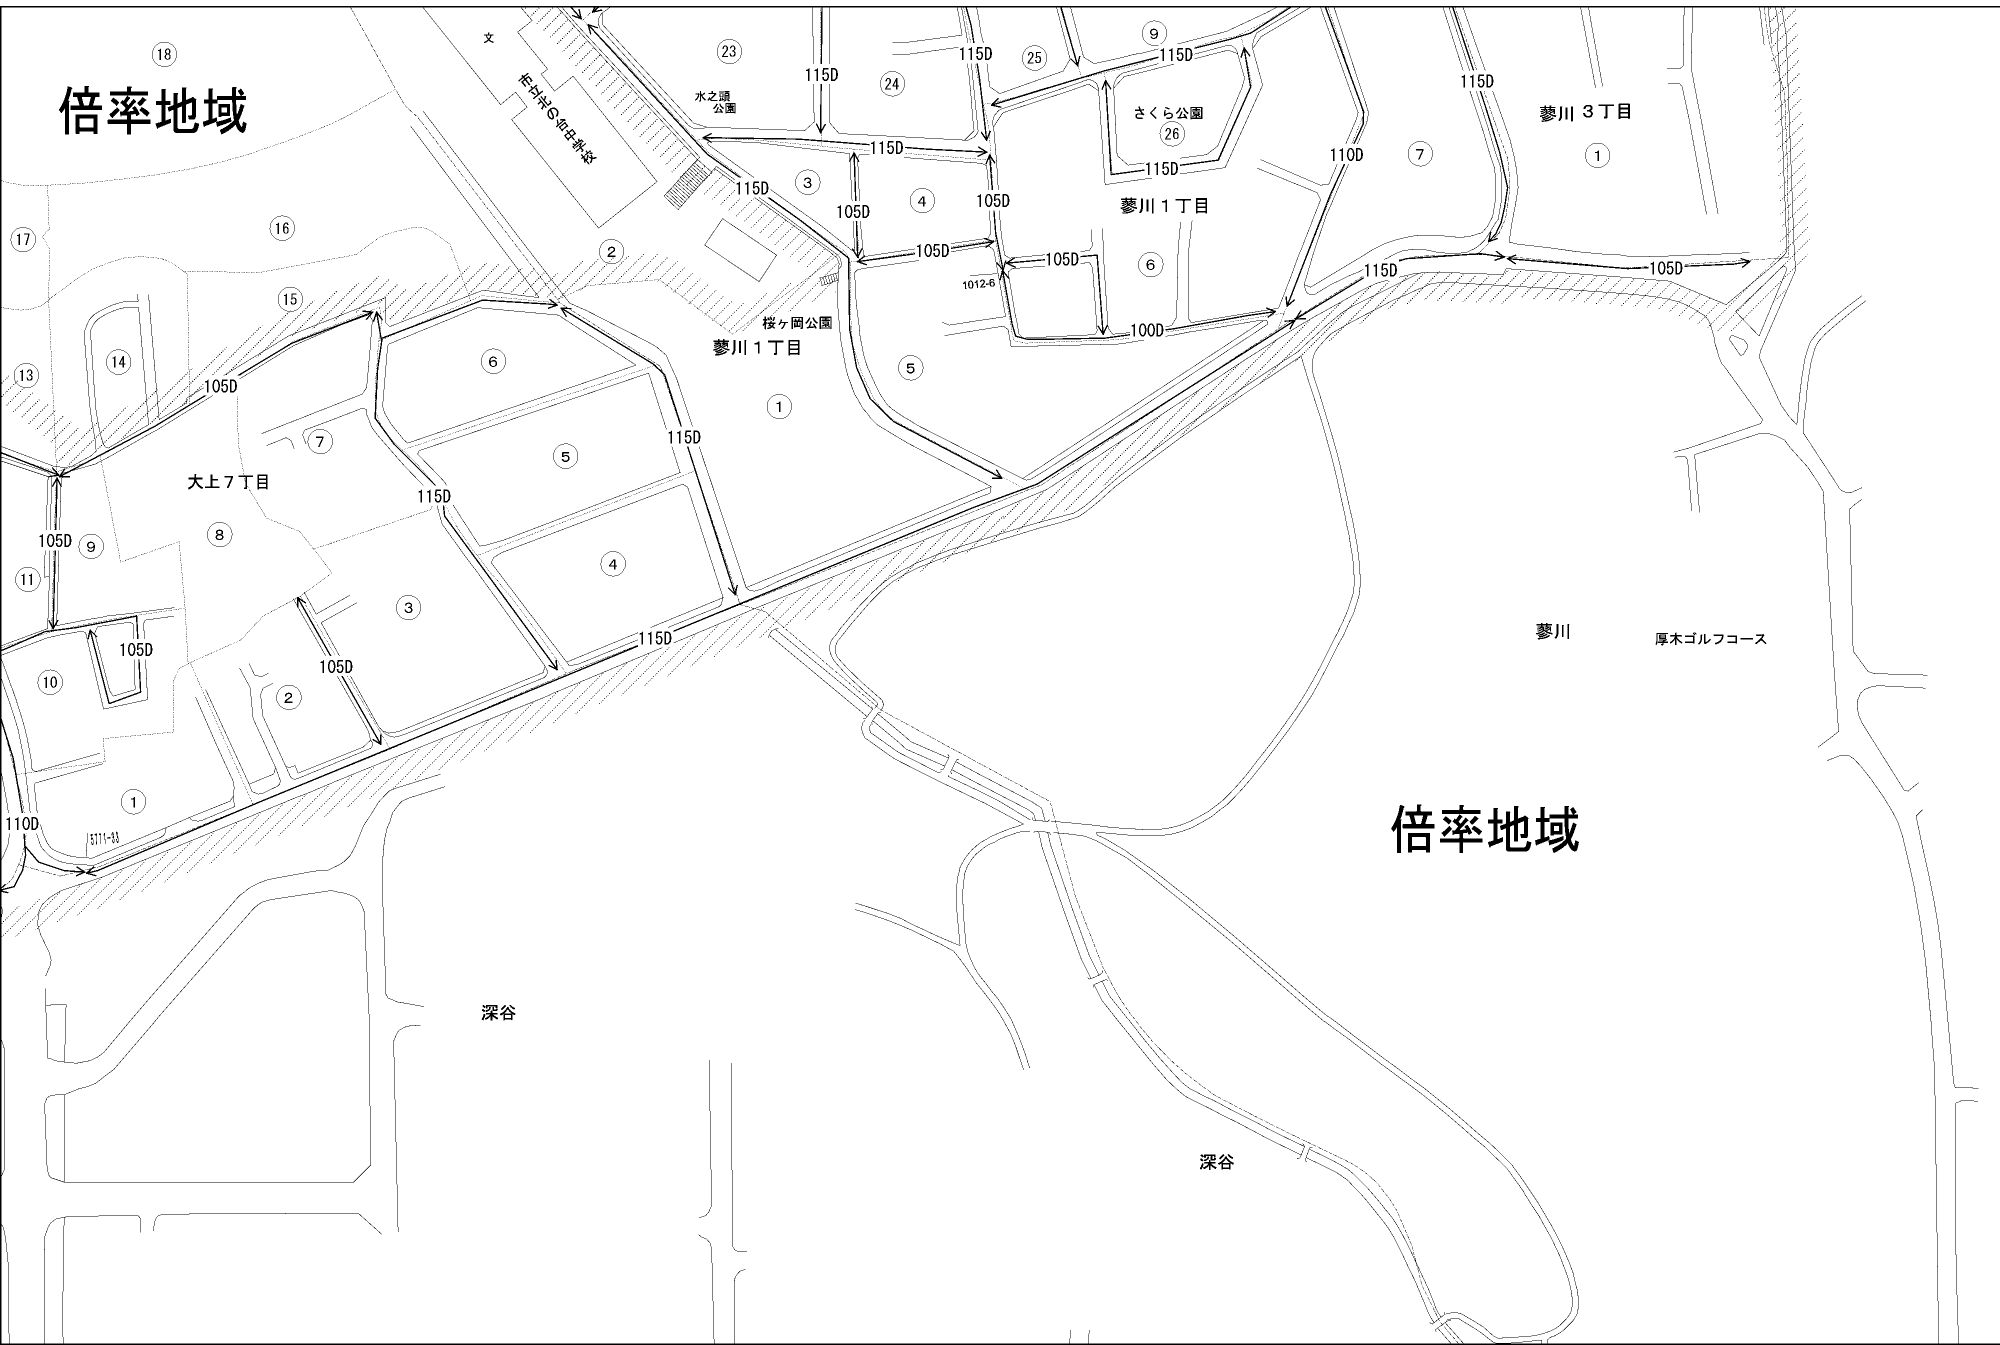 18
文
23
9
25
115D
115D
115D
115D
24
倍率地域
市立北の台中学校
水之頭
公園
さくら公園
26
蓼川３丁目
115D
110D
7
1
115D
3
115D
4
105D
105D
115D
蓼川１丁目
17
16
2
105D
105D
6
115D
105D
15
1012-6
桜ヶ岡公園
100D
蓼川１丁目
14
6
13
105D
5
1
7
115D
5
大上７丁目
115D
8
105D
9
4
11
3
115D
蓼川
厚木ゴルフコース
105D
105D
10
2
1
110D
5771-33
倍率地域
深谷
深谷